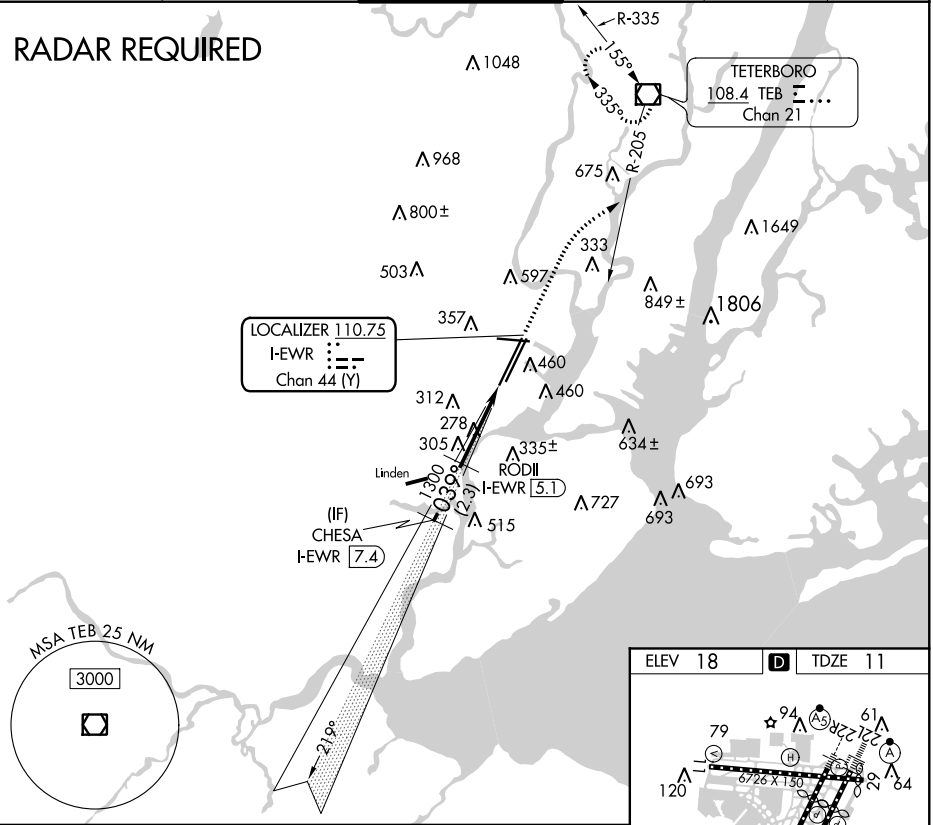 RADAR REQUIRED
R-335
155°
335°
TETERBORO
108.4 TEB
Chan 21
R-205
1048
968
675
800±
1649
503
597
333
849±
1806
357
LOCALIZER 110.75
I-EWR
Chan 44 (Y)
460
460
312
278
305
335±
634±
Linden
1300
039°
(2.3)
RODII
I-EWR 5.1
693
693
727
(IF)
CHESA
I-EWR 7.4
515
MSA TEB 25 NM
3000
219°
ELEV 18
D
TDZE 11
79
94
A5
61
22R
22L
A
V
H
11
6726 X 150
29
64
120
P
P